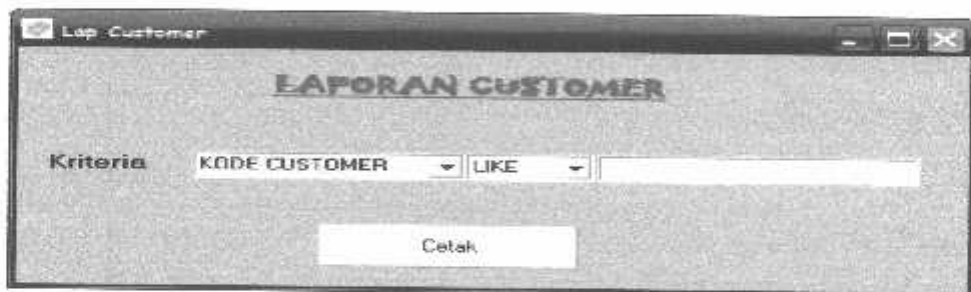 Lap Customer
LAPORAN CUSTOMER
Kriteria KODE CUSTOMER LIKE
Cetak